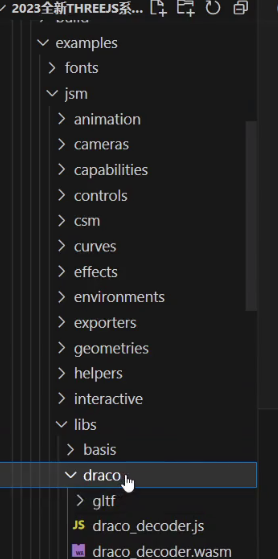 2023全新THREEJS系...
build
examples
fonts
jsm
animation
cameras
capabilities
controls
csm
curves
effects
environments
exporters
geometries
helpers
interactive
libs
basis
draco
gltf
JS draco_decoder.js
draco_decoder.wasm